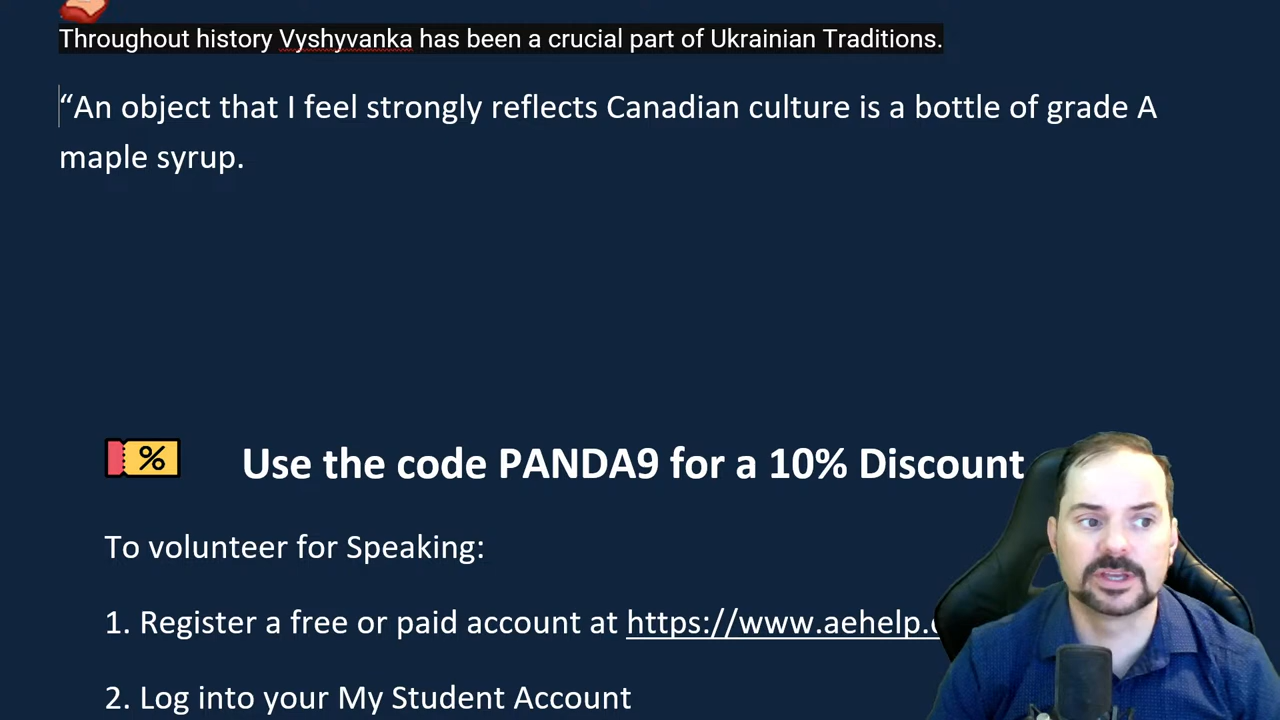 Throughout history Vyshyvanka has been a crucial part of Ukrainian Traditions.
“An object that I feel strongly reflects Canadian culture is a bottle of grade A
maple syrup.
%
Use the code PANDA9 for a 10% Discount
To volunteer for Speaking:
1. Register a free or paid account at https://www.aehelp.
2. Log into your My Student Account